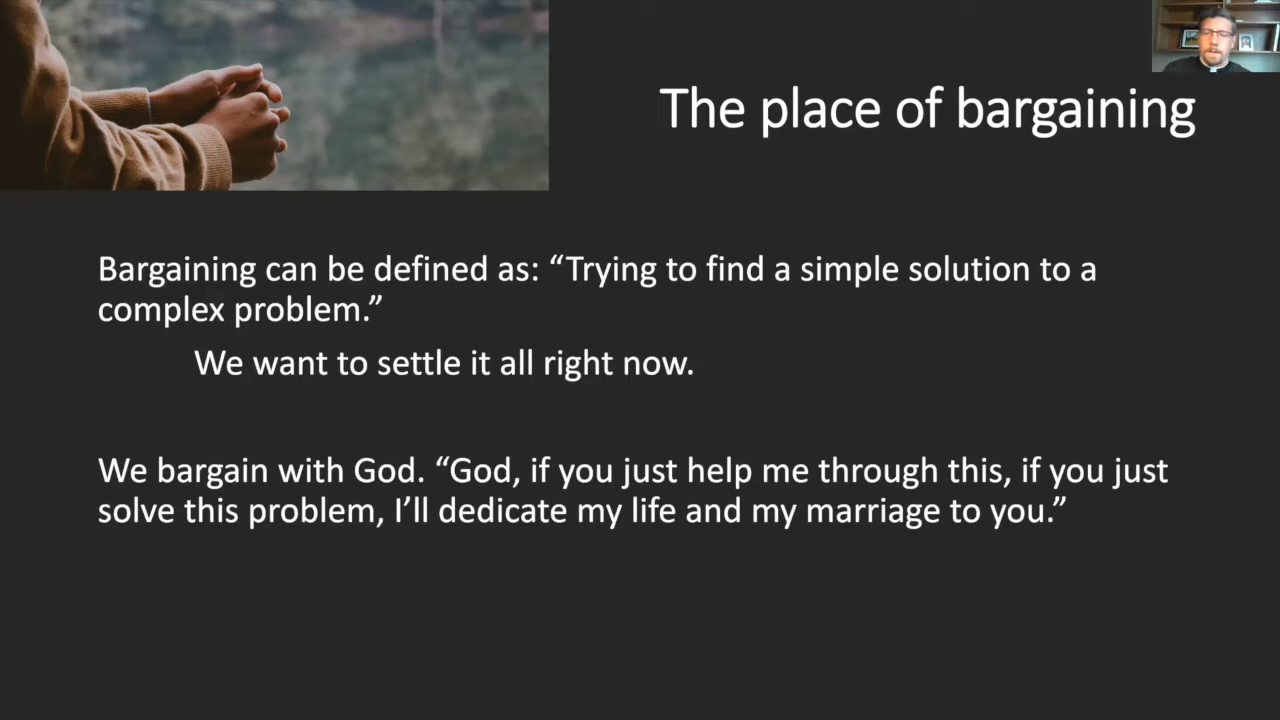 The place of bargaining
Bargaining can be defined as: “Trying to find a simple solution to a
complex problem.”
We want to settle it all right now.
We bargain with God. “God, if you just help me through this, if you just
solve this problem, I’ll dedicate my life and my marriage to you.”